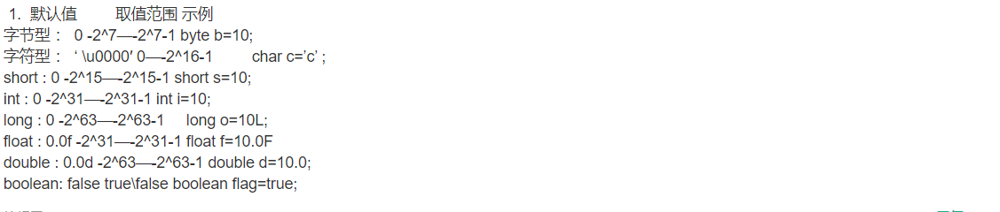 1. 默认值 取值范围 示例
字节型 ： 0 -2^7—-2^7-1 byte b=10;
字符型 ： ‘ \u0000′ 0—-2^16-1 char c=’c’ ;
short : 0 -2^15—-2^15-1 short s=10;
int : 0 -2^31—-2^31-1 int i=10;
long : 0 -2^63—-2^63-1 long o=10L;
float : 0.0f -2^31—-2^31-1 float f=10.0F
double : 0.0d -2^63—-2^63-1 double d=10.0;
boolean: false true\false boolean flag=true;